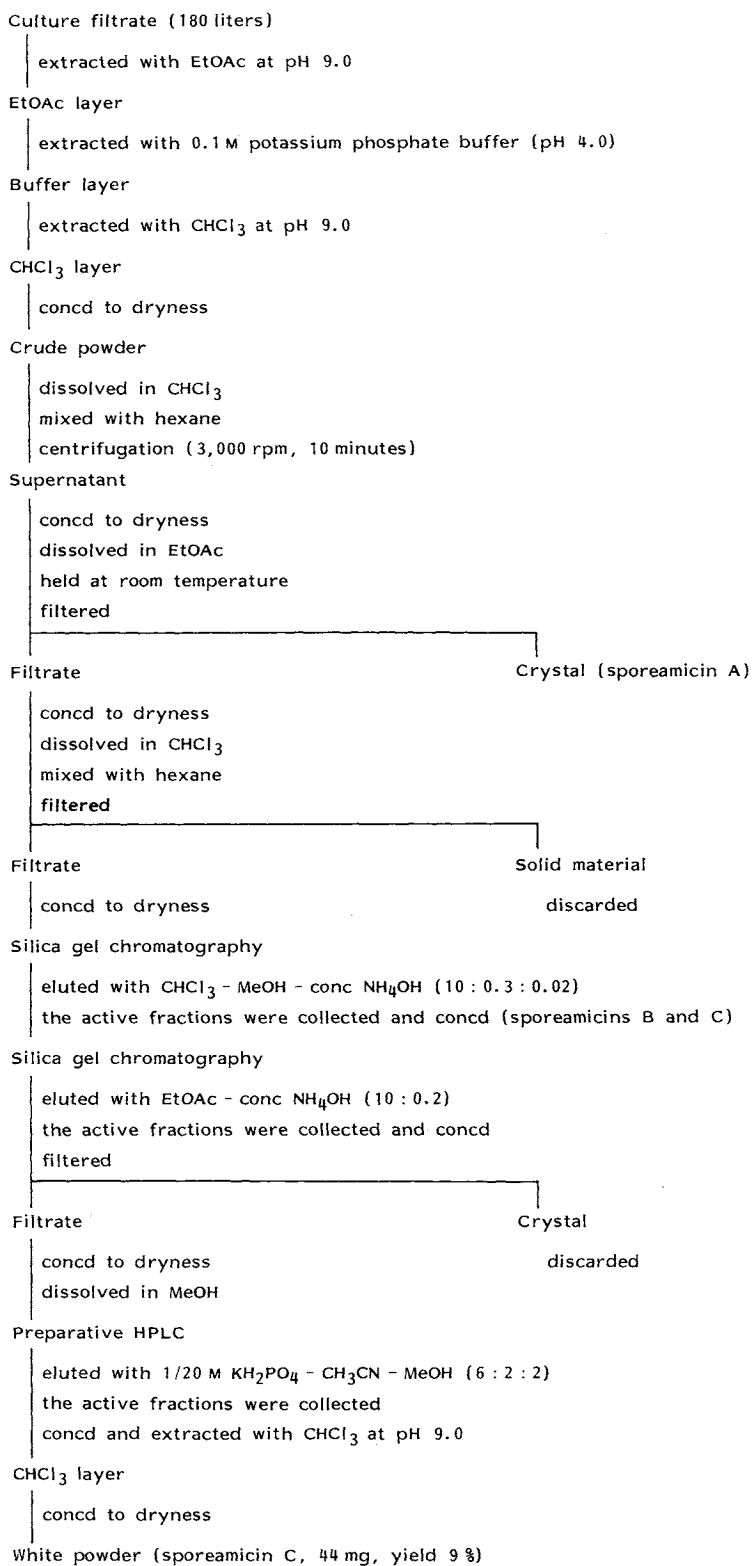 Culture filtrate (180 liters)
extracted with EtOAc at pH 9.0
EtOAc layer
extracted with 0.1 M potassium phosphate buffer (pH 4.0)
Buffer layer
extracted with CHCl₃ at pH 9.0
CHCl₃ layer
concd to dryness
Crude powder
dissolved in CHCl₃
mixed with hexane
centrifugation (3,000 rpm, 10 minutes)
Supernatant
concd to dryness
dissolved in EtOAc
held at room temperature
filtered
Filtrate Crystal (sporeamicin A)
concd to dryness
dissolved in CHCl₃
mixed with hexane
filtered
Filtrate Solid material
concd to dryness discarded
Silica gel chromatography
eluted with CHCl₃ - MeOH - conc NH₄OH (10 : 0.3 : 0.02)
the active fractions were collected and concd (sporeamicins B and C)
Silica gel chromatography
eluted with EtOAc - conc NH₄OH (10 : 0.2)
the active fractions were collected and concd
filtered
Filtrate Crystal
concd to dryness discarded
dissolved in MeOH
Preparative HPLC
eluted with 1/20 M KH₂PO₄ - CH₃CN - MeOH (6 : 2 : 2)
the active fractions were collected
concd and extracted with CHCl₃ at pH 9.0
CHCl₃ layer
concd to dryness
White powder (sporeamicin C, 44 mg, yield 9 %)